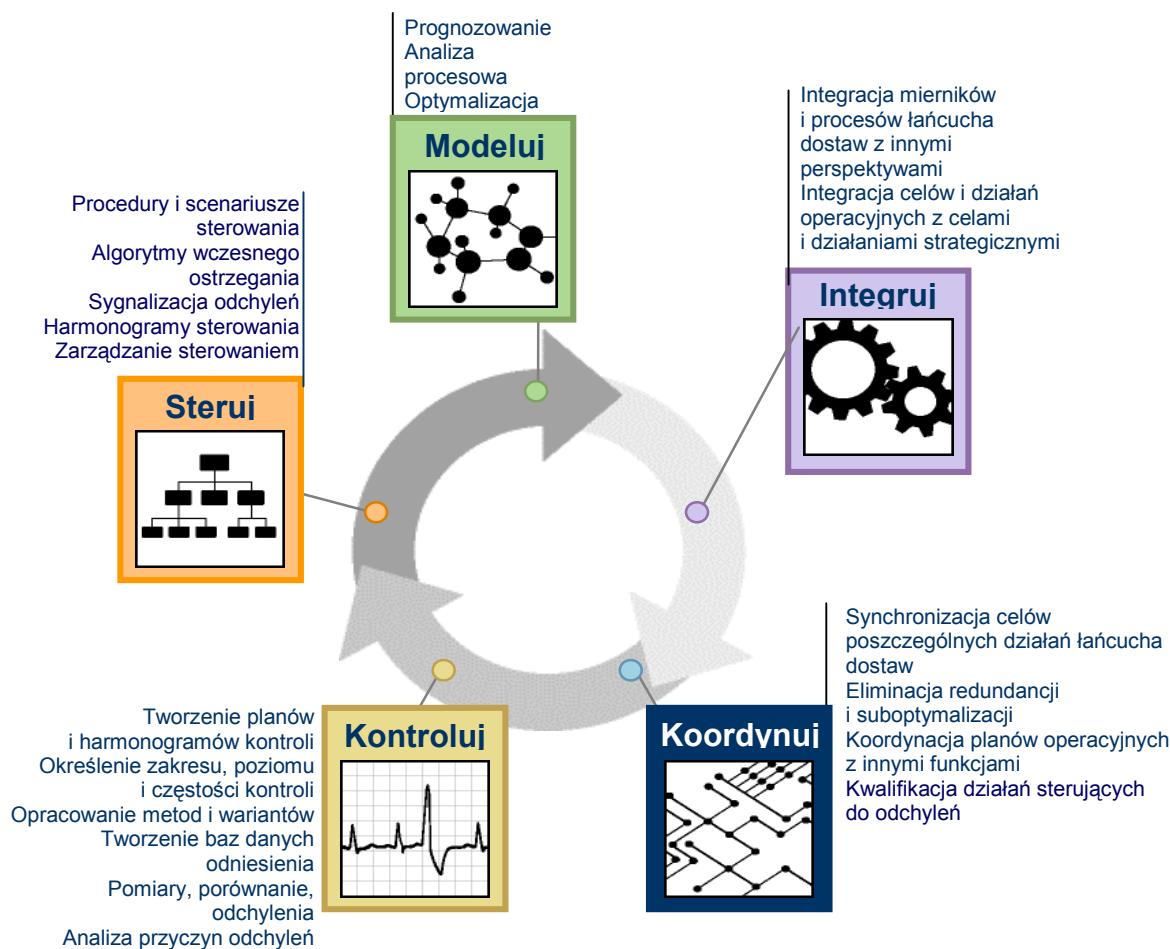 Prognozowanie
Analiza
procesowa
Optymalizacja
Modeluj
Integracja mierników
i procesów łańcucha
dostaw z innymi
perspektywami
Integracja celów i działań
operacyjnych z celami
i działaniami strategicznymi
Integruj
Procedury i scenariusze
sterowania
Algorytmy wczesnego
ostrzegania
Sygnalizacja odchyleń
Harmonogramy sterowania
Zarządzanie sterowaniem
Steruj
Synchronizacja celów
poszczególnych działań łańcucha
dostaw
Eliminacja redundancji
i suboptymalizacji
Koordynacja planów operacyjnych
z innymi funkcjami
Kwalifikacja działań sterujących
do odchyleń
Koordynuj
Tworzenie planów
i harmonogramów kontroli
Określenie zakresu, poziomu
i częstości kontroli
Opracowanie metod i wariantów
Tworzenie baz danych
odniesienia
Pomiary, porównanie,
odchylenia
Analiza przyczyn odchyleń
Kontroluj